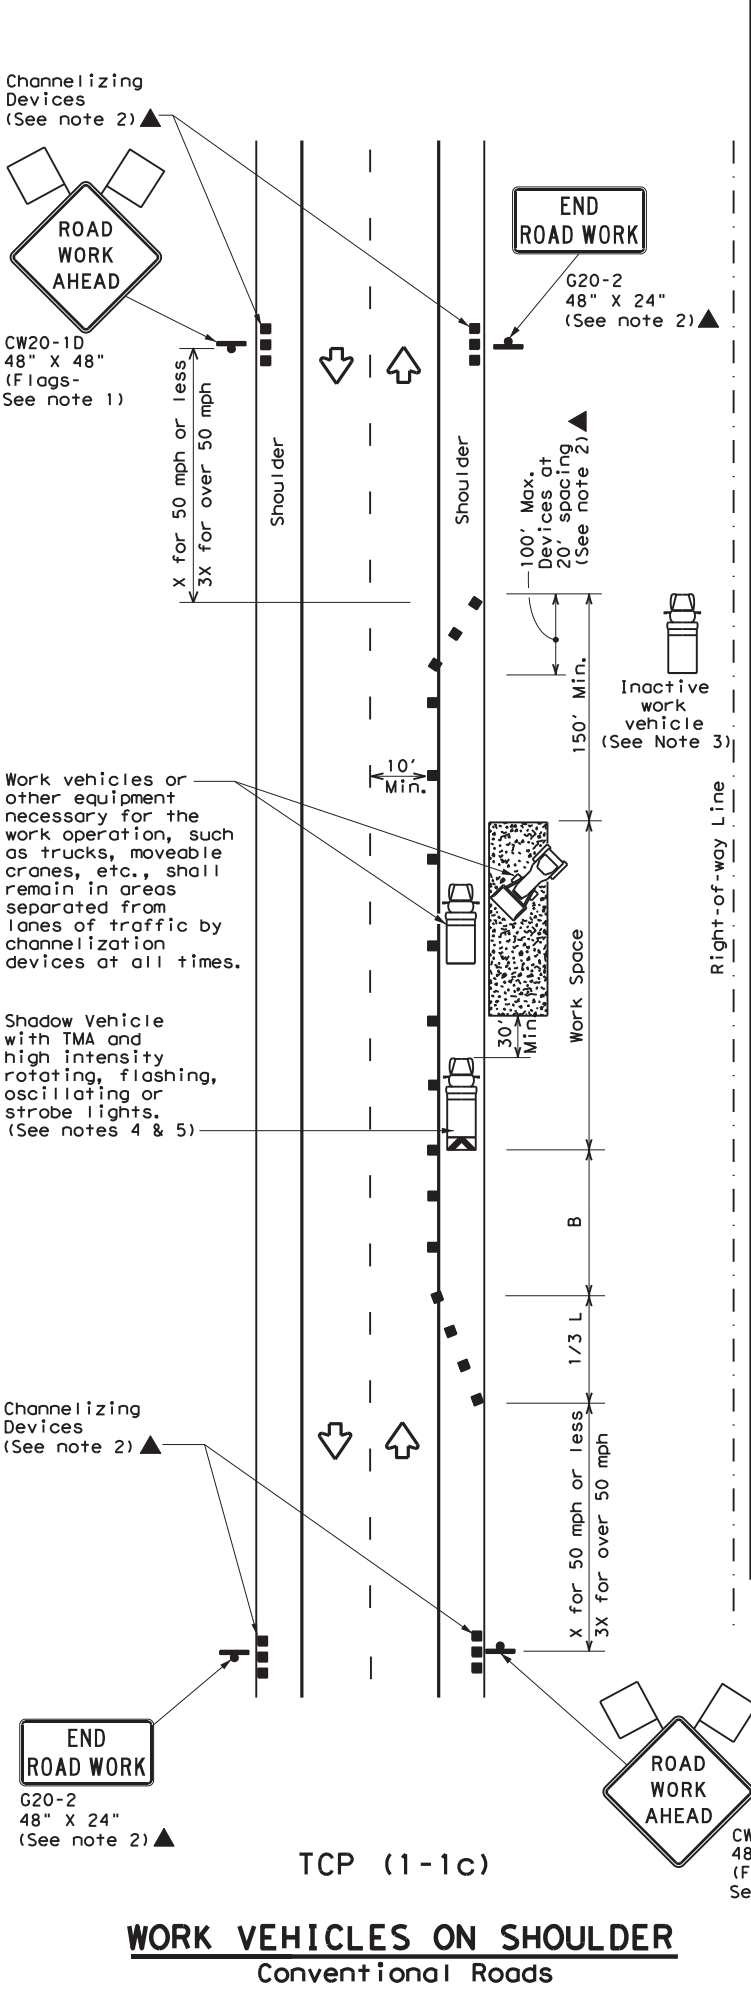 Channelizing
Devices
(See note 2)
ROAD
WORK
AHEAD
CW20-1D
48" X 48"
(Flags-
See note 1)
END
ROAD WORK
G20-2
48" X 24"
(See note 2)
X for 50 mph or less
3X for over 50 mph
Shoulder
Shoulder
100' Max.
Devices at
20' spacing
(See note 2)
150' Min.
Inactive
work
vehicle
(See Note 3)
Right-of-way Line
10'
Min.
Work vehicles or
other equipment
necessary for the
work operation, such
as trucks, moveable
cranes, etc., shall
remain in areas
separated from
lanes of traffic by
channelization
devices at all times.
Work Space
30'
Min.
Shadow Vehicle
with TMA and
high intensity
rotating, flashing,
oscillating or
strobe lights.
(See notes 4 & 5)
B
1/3 L
Channelizing
Devices
(See note 2)
X for 50 mph or less
3X for over 50 mph
END
ROAD WORK
G20-2
48" X 24"
(See note 2)
ROAD
WORK
AHEAD
CW
48
(F
Se
TCP (1-1c)
WORK VEHICLES ON SHOULDER
Conventional Roads